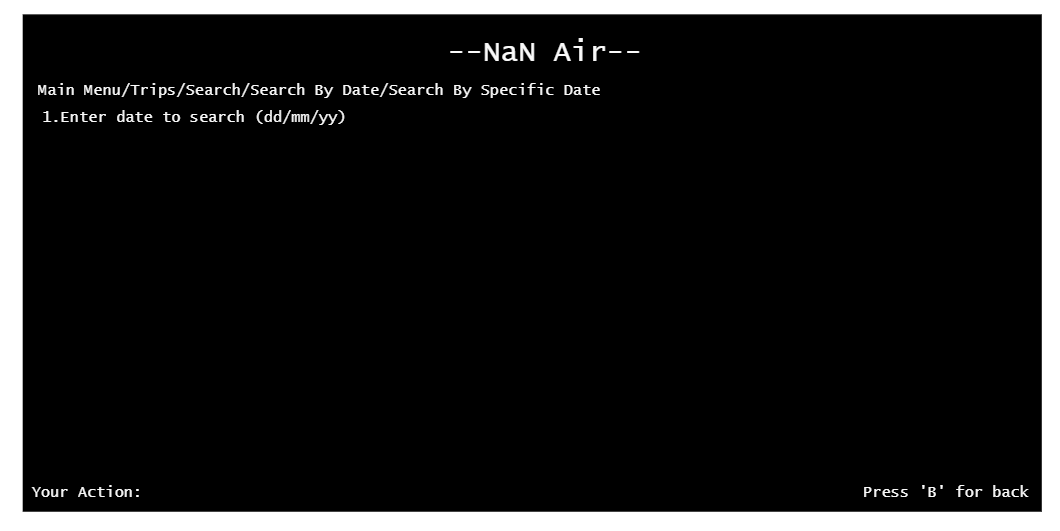 --NaN Air--
Main Menu/Trips/Search/Search By Date/Search By Specific Date
1.Enter date to search (dd/mm/yy)
Your Action:
Press 'B' for back